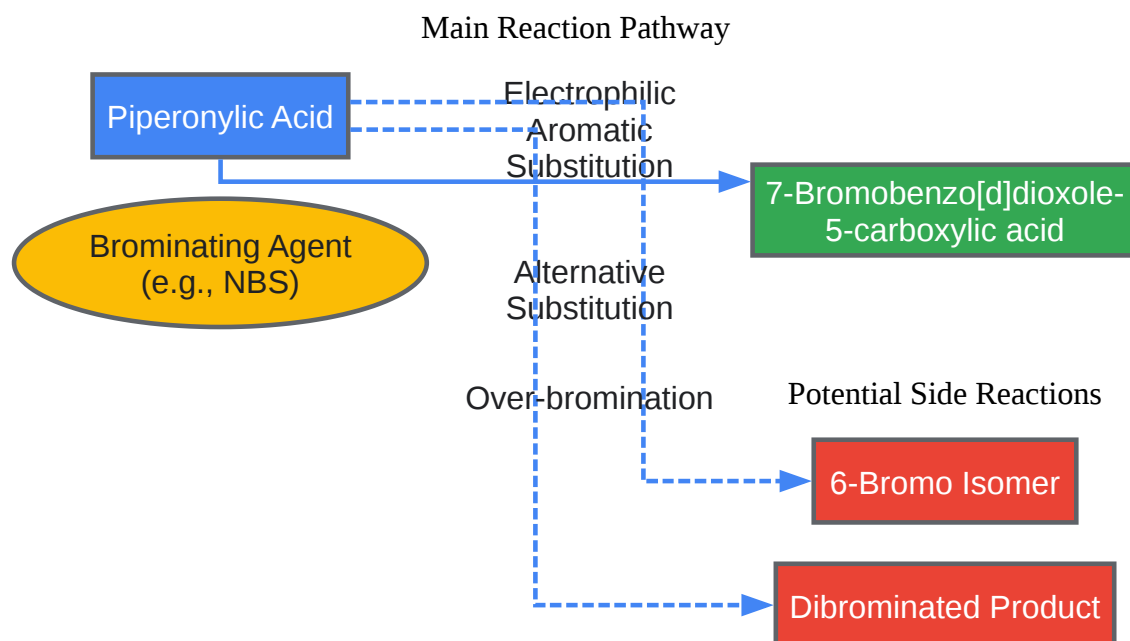 Main Reaction Pathway
Piperonylic Acid
Electrophilic
Aromatic
Substitution
7-Bromobenzo[d]dioxole-
5-carboxylic acid
Brominating Agent
(e.g., NBS)
Alternative
Substitution
Over-bromination
Potential Side Reactions
6-Bromo Isomer
Dibrominated Product